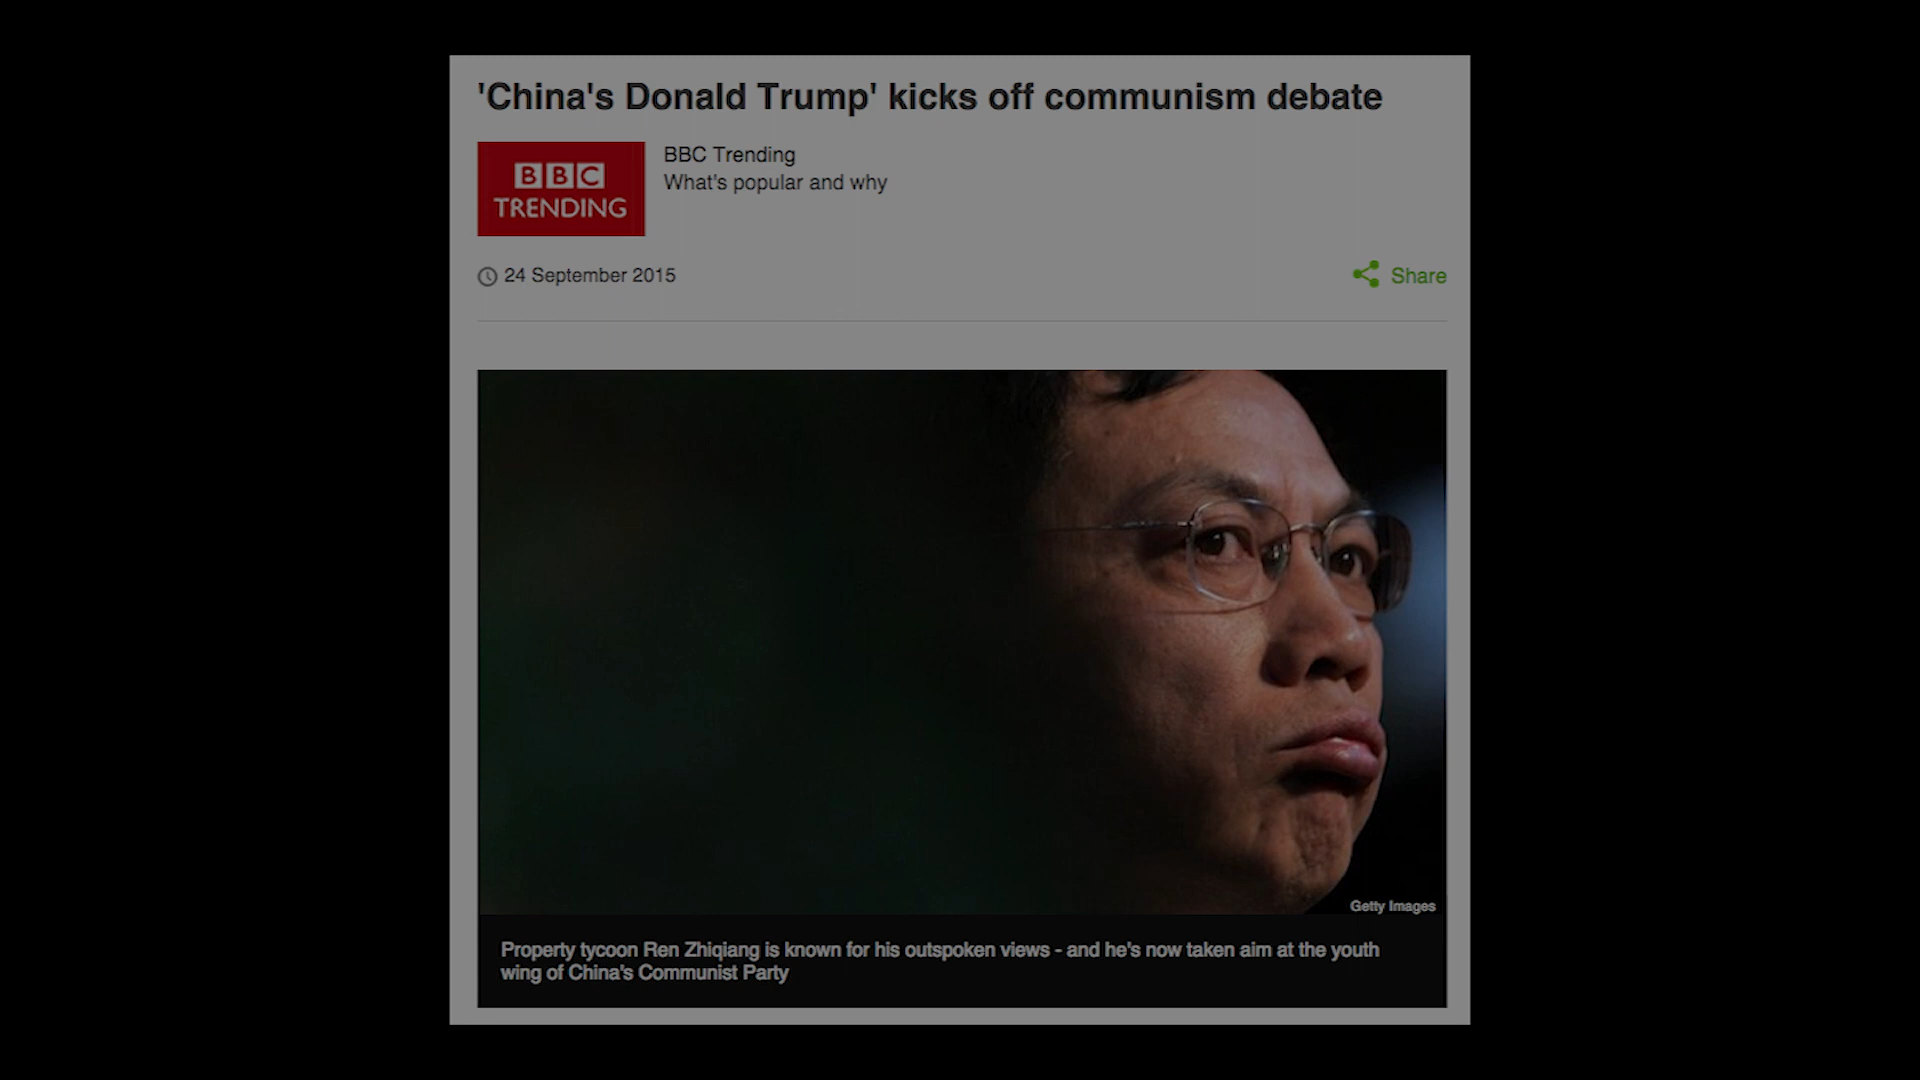 'China's Donald Trump' kicks off communism debate
BBC
TRENDING
BBC Trending
What's popular and why
24 September 2015
Share
Getty Images
Property tycoon Ren Zhiqiang is known for his outspoken views - and he's now taken aim at the youth
wing of China's Communist Party